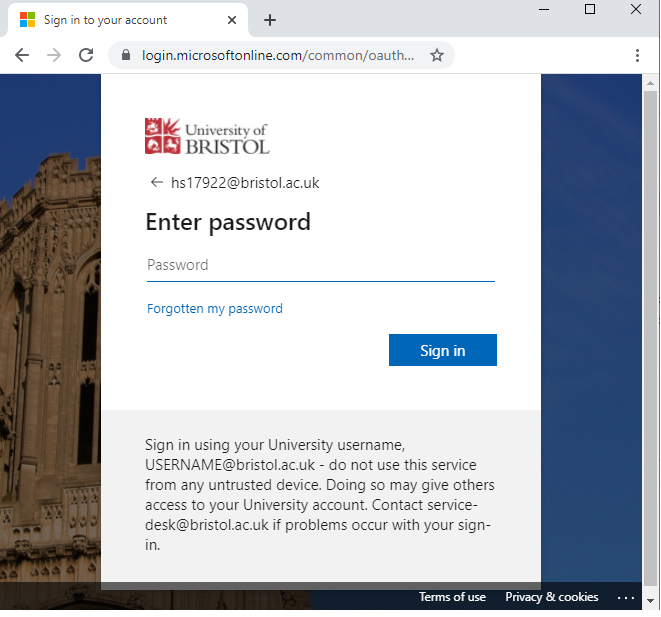 Sign in to your account
login.microsoftonline.com/common/oauth...
University of
BRISTOL
hs17922@bristol.ac.uk
Enter password
Password
Forgotten my password
Sign in
Sign in using your University username,
USERNAME@bristol.ac.uk - do not use this service
from any untrusted device. Doing so may give others
access to your University account. Contact service-
desk@bristol.ac.uk if problems occur with your sign-
in.
Terms of use Privacy & cookies ...